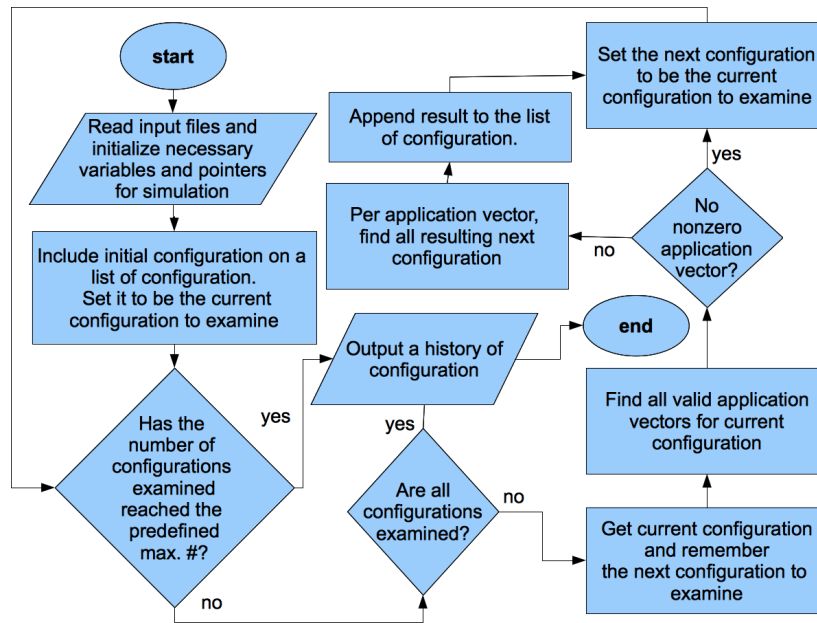 start
Read input files and
initialize necessary
variables and pointers
for simulation
Include initial configuration on a
list of configuration.
Set it to be the current
configuration to examine
Has the
number of
configurations
examined
reached the
predefined
max. #?
yes
no
Output a history of
configuration
end
yes
Are all
configurations
examined?
no
Get current configuration
and remember
the next configuration to
examine
Find all valid application
vectors for current
configuration
No
nonzero
application
vector?
yes
no
Per application vector,
find all resulting next
configuration
Append result to the list
of configuration.
Set the next configuration
to be the current
configuration to examine